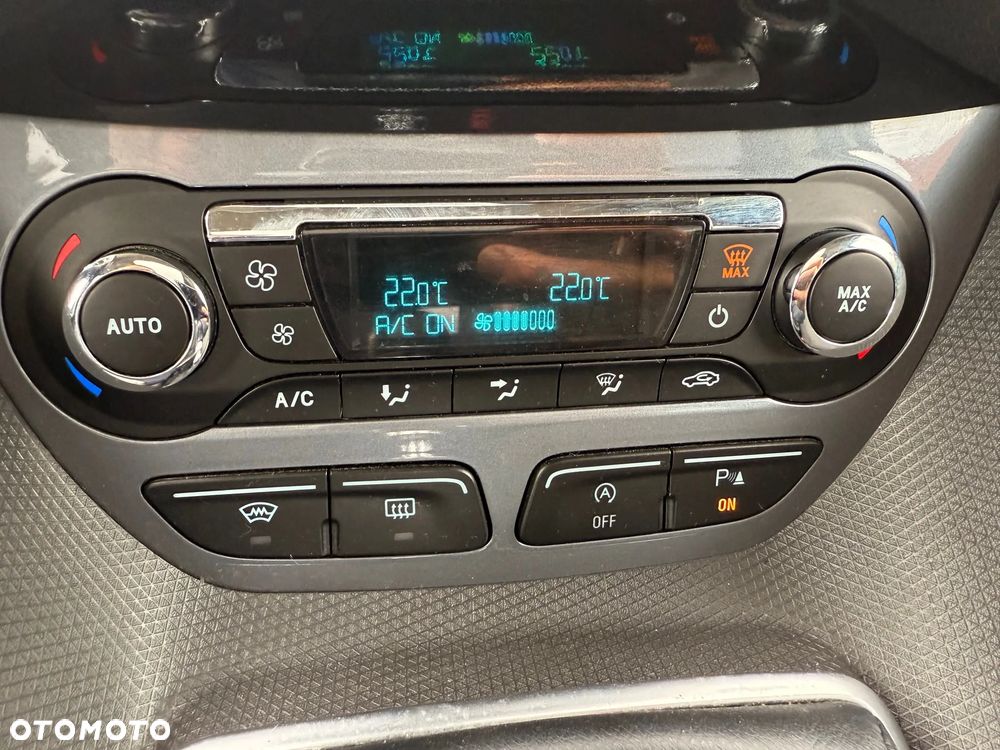 22.0°C 22.0°C
A/C ON
MAX
AUTO
MAX
A/C
A/C
OFF
P
ON
OTOMOTO